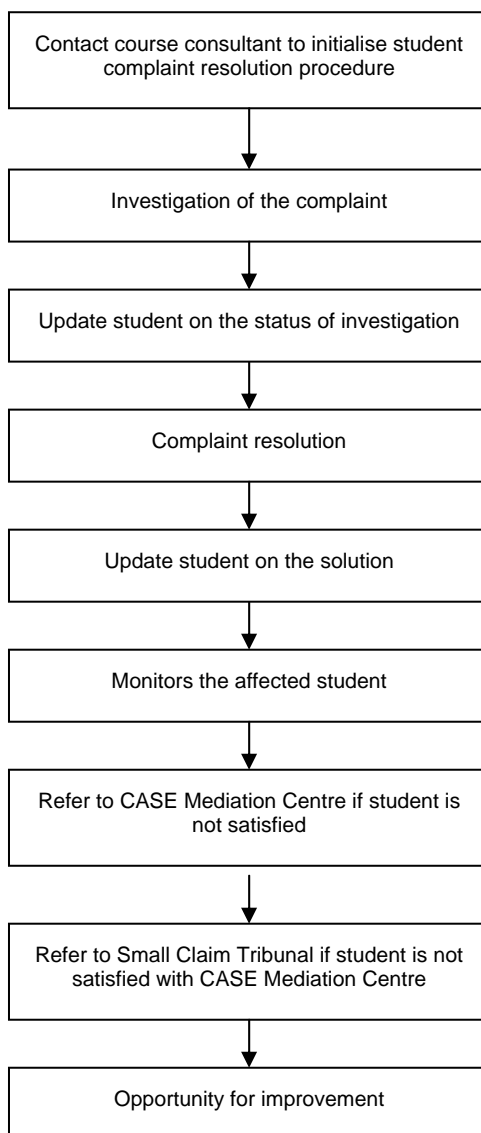 Contact course consultant to initialise student
complaint resolution procedure
Investigation of the complaint
Update student on the status of investigation
Complaint resolution
Update student on the solution
Monitors the affected student
Refer to CASE Mediation Centre if student is
not satisfied
Refer to Small Claim Tribunal if student is not
satisfied with CASE Mediation Centre
Opportunity for improvement